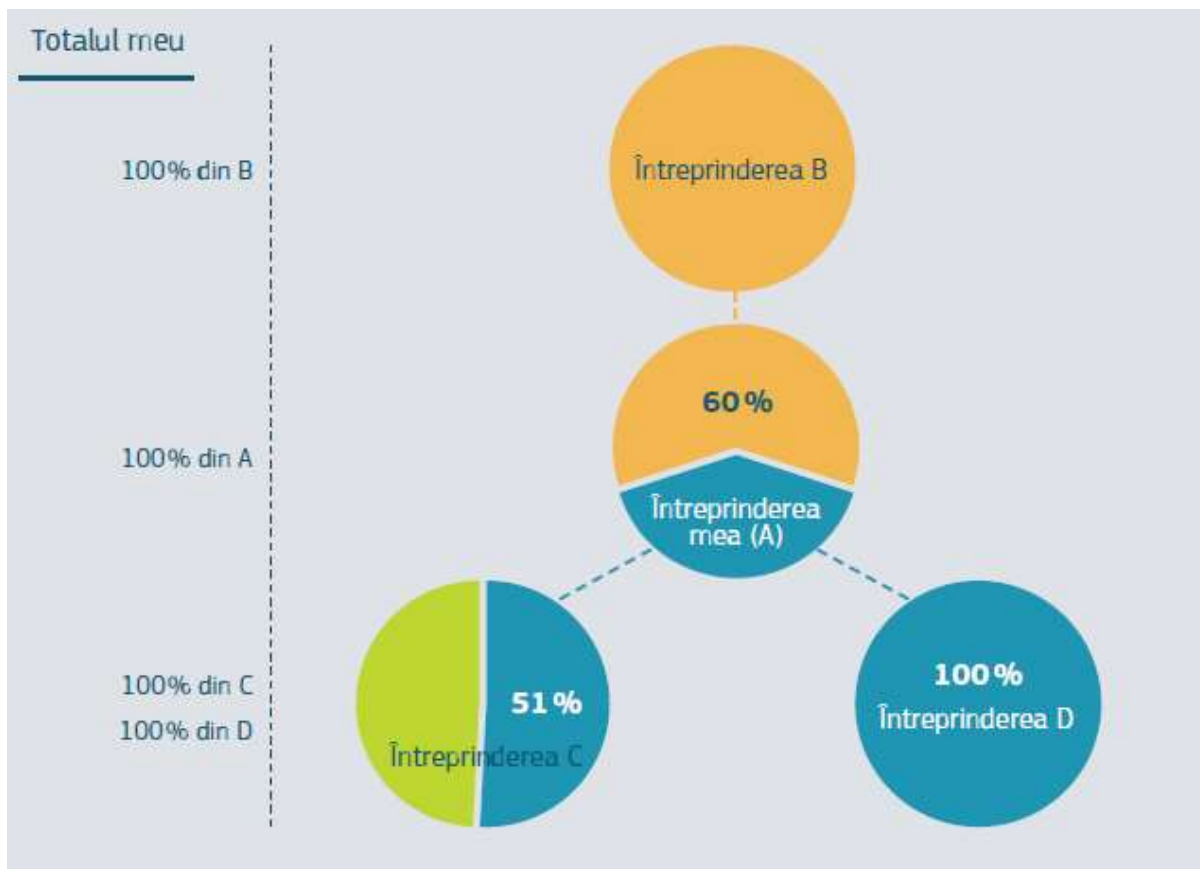 Totalul meu
100% din B
Întreprinderea B
60%
100% din A
Întreprinderea
mea (A)
100% din C
100% din D
51%
Întreprinderea C
100%
Întreprinderea D